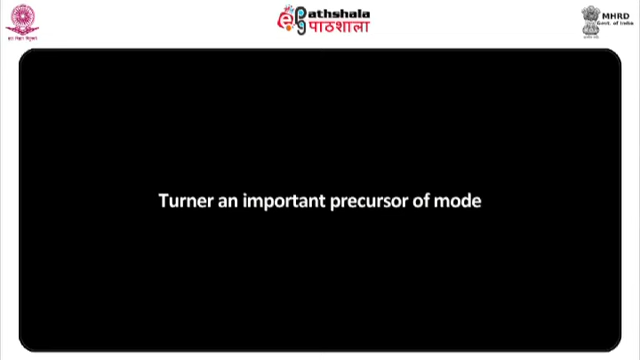 ePathshala
पाठशाला
MHRD
Govt. of India
Turner an important precursor of mode